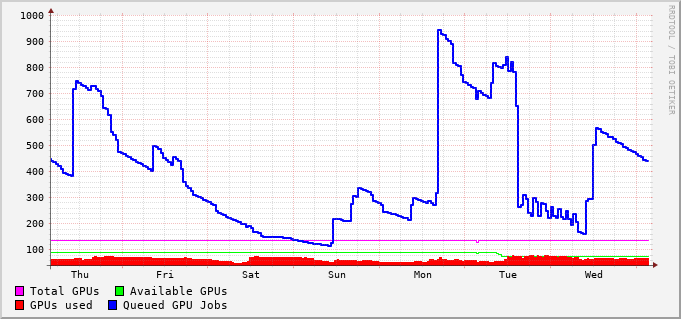 1000
900
800
700
600
500
400
300
200
100
Thu Fri Sat Sun Mon Tue Wed
Total GPUs Available GPUs
GPUs used Queued GPU Jobs
RRDTOOL / TOBI OETIKER